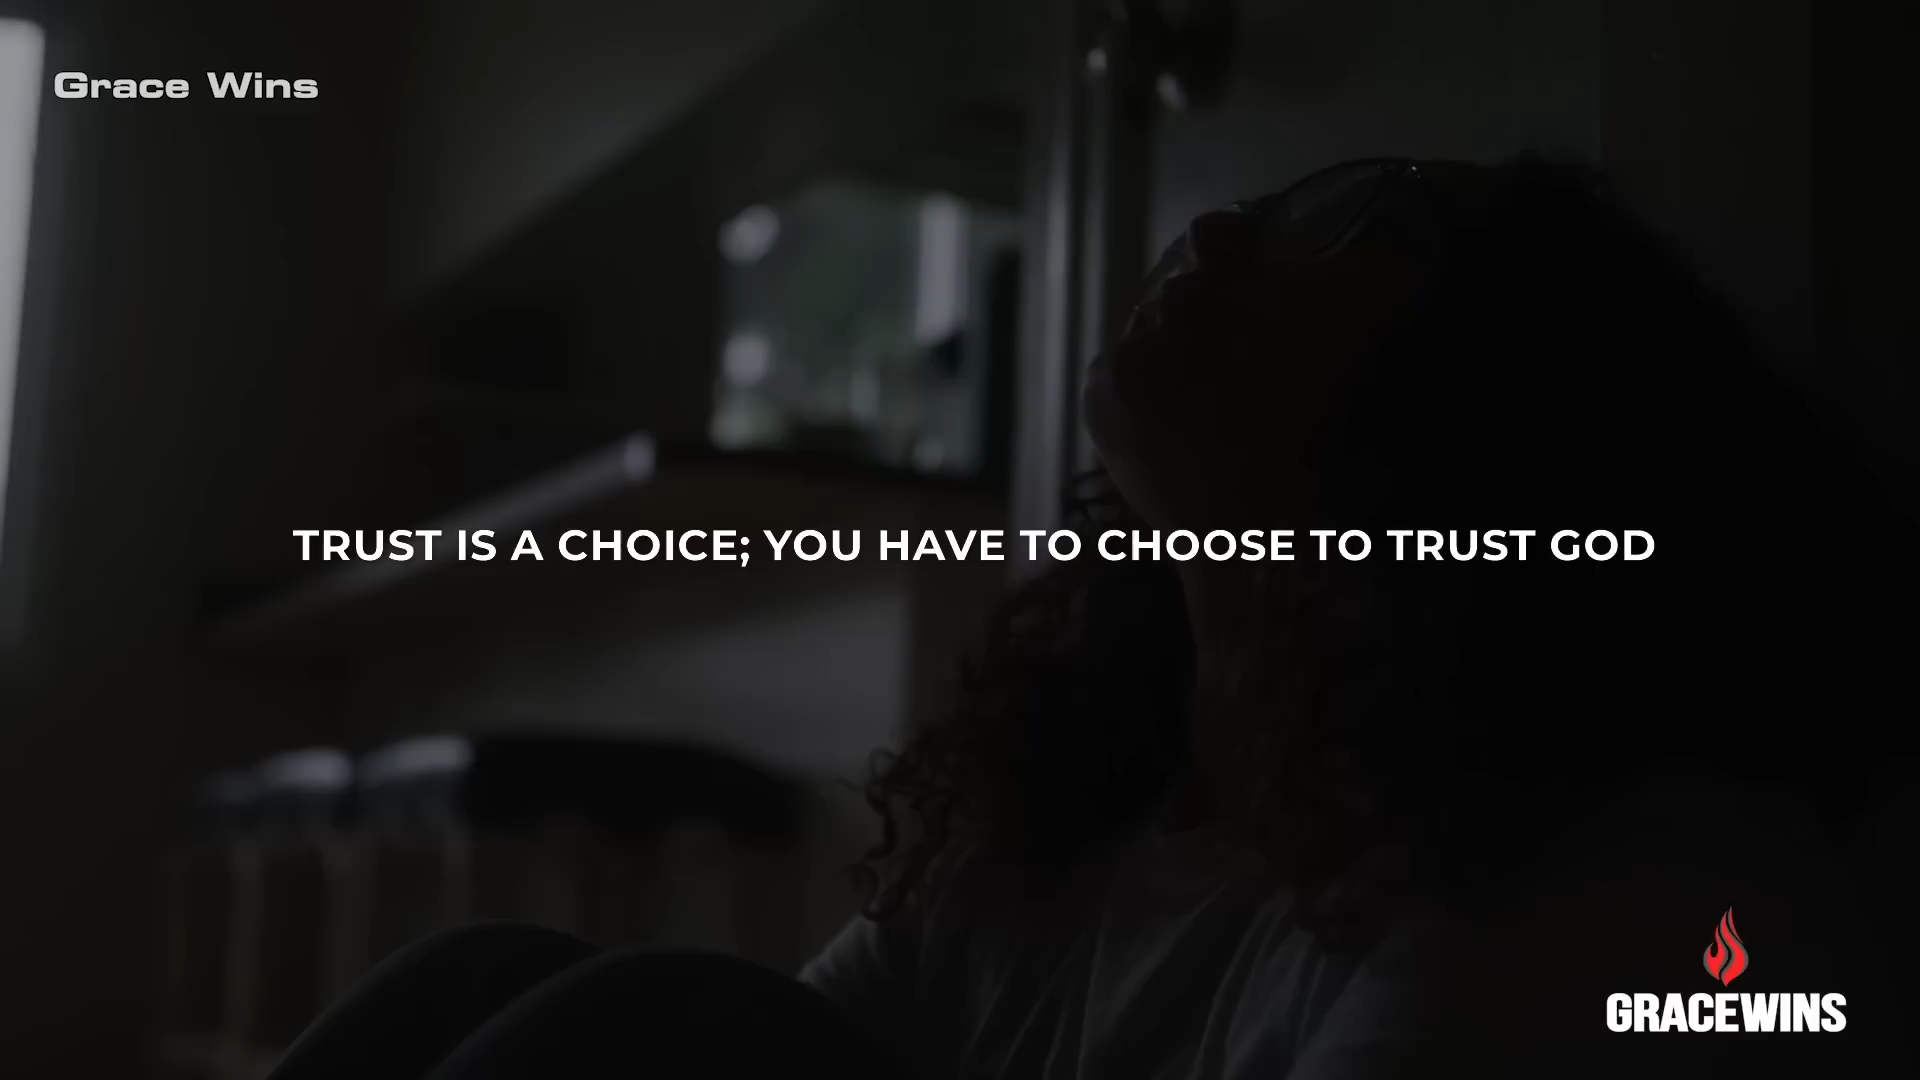 Grace Wins
TRUST IS A CHOICE; YOU HAVE TO CHOOSE TO TRUST GOD
GRACEWINS